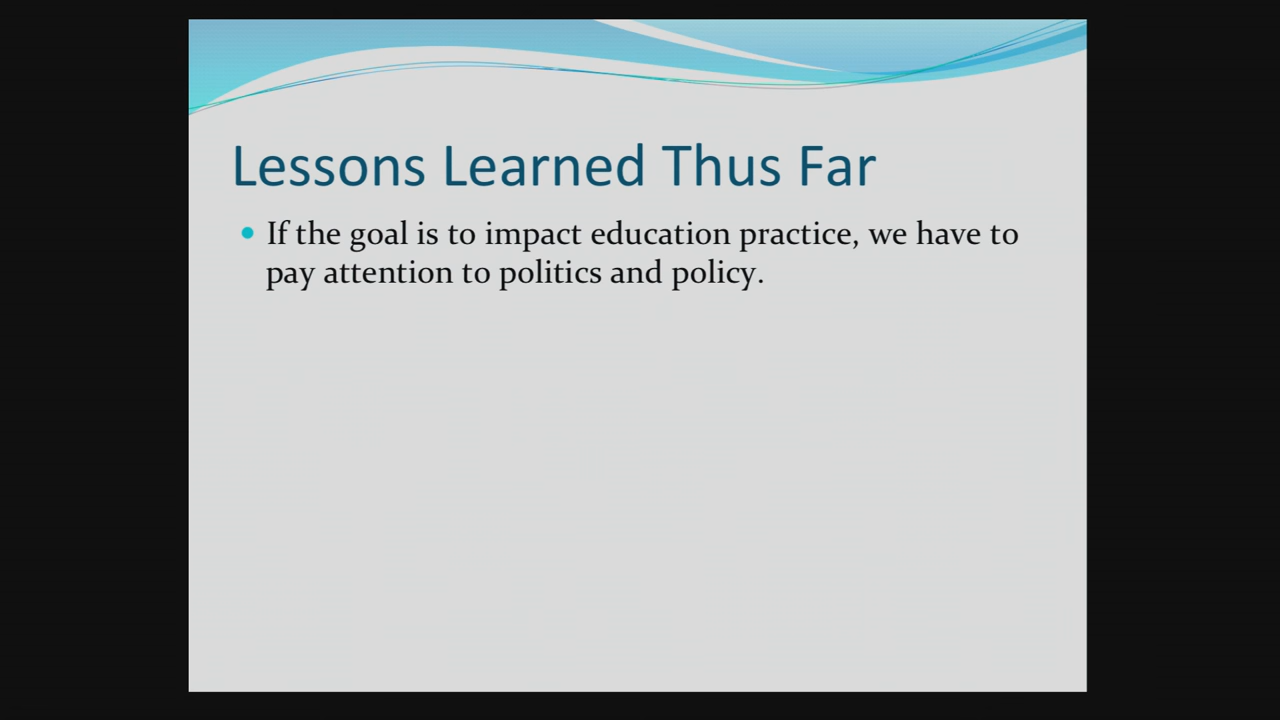 Lessons Learned Thus Far
If the goal is to impact education practice, we have to
pay attention to politics and policy.